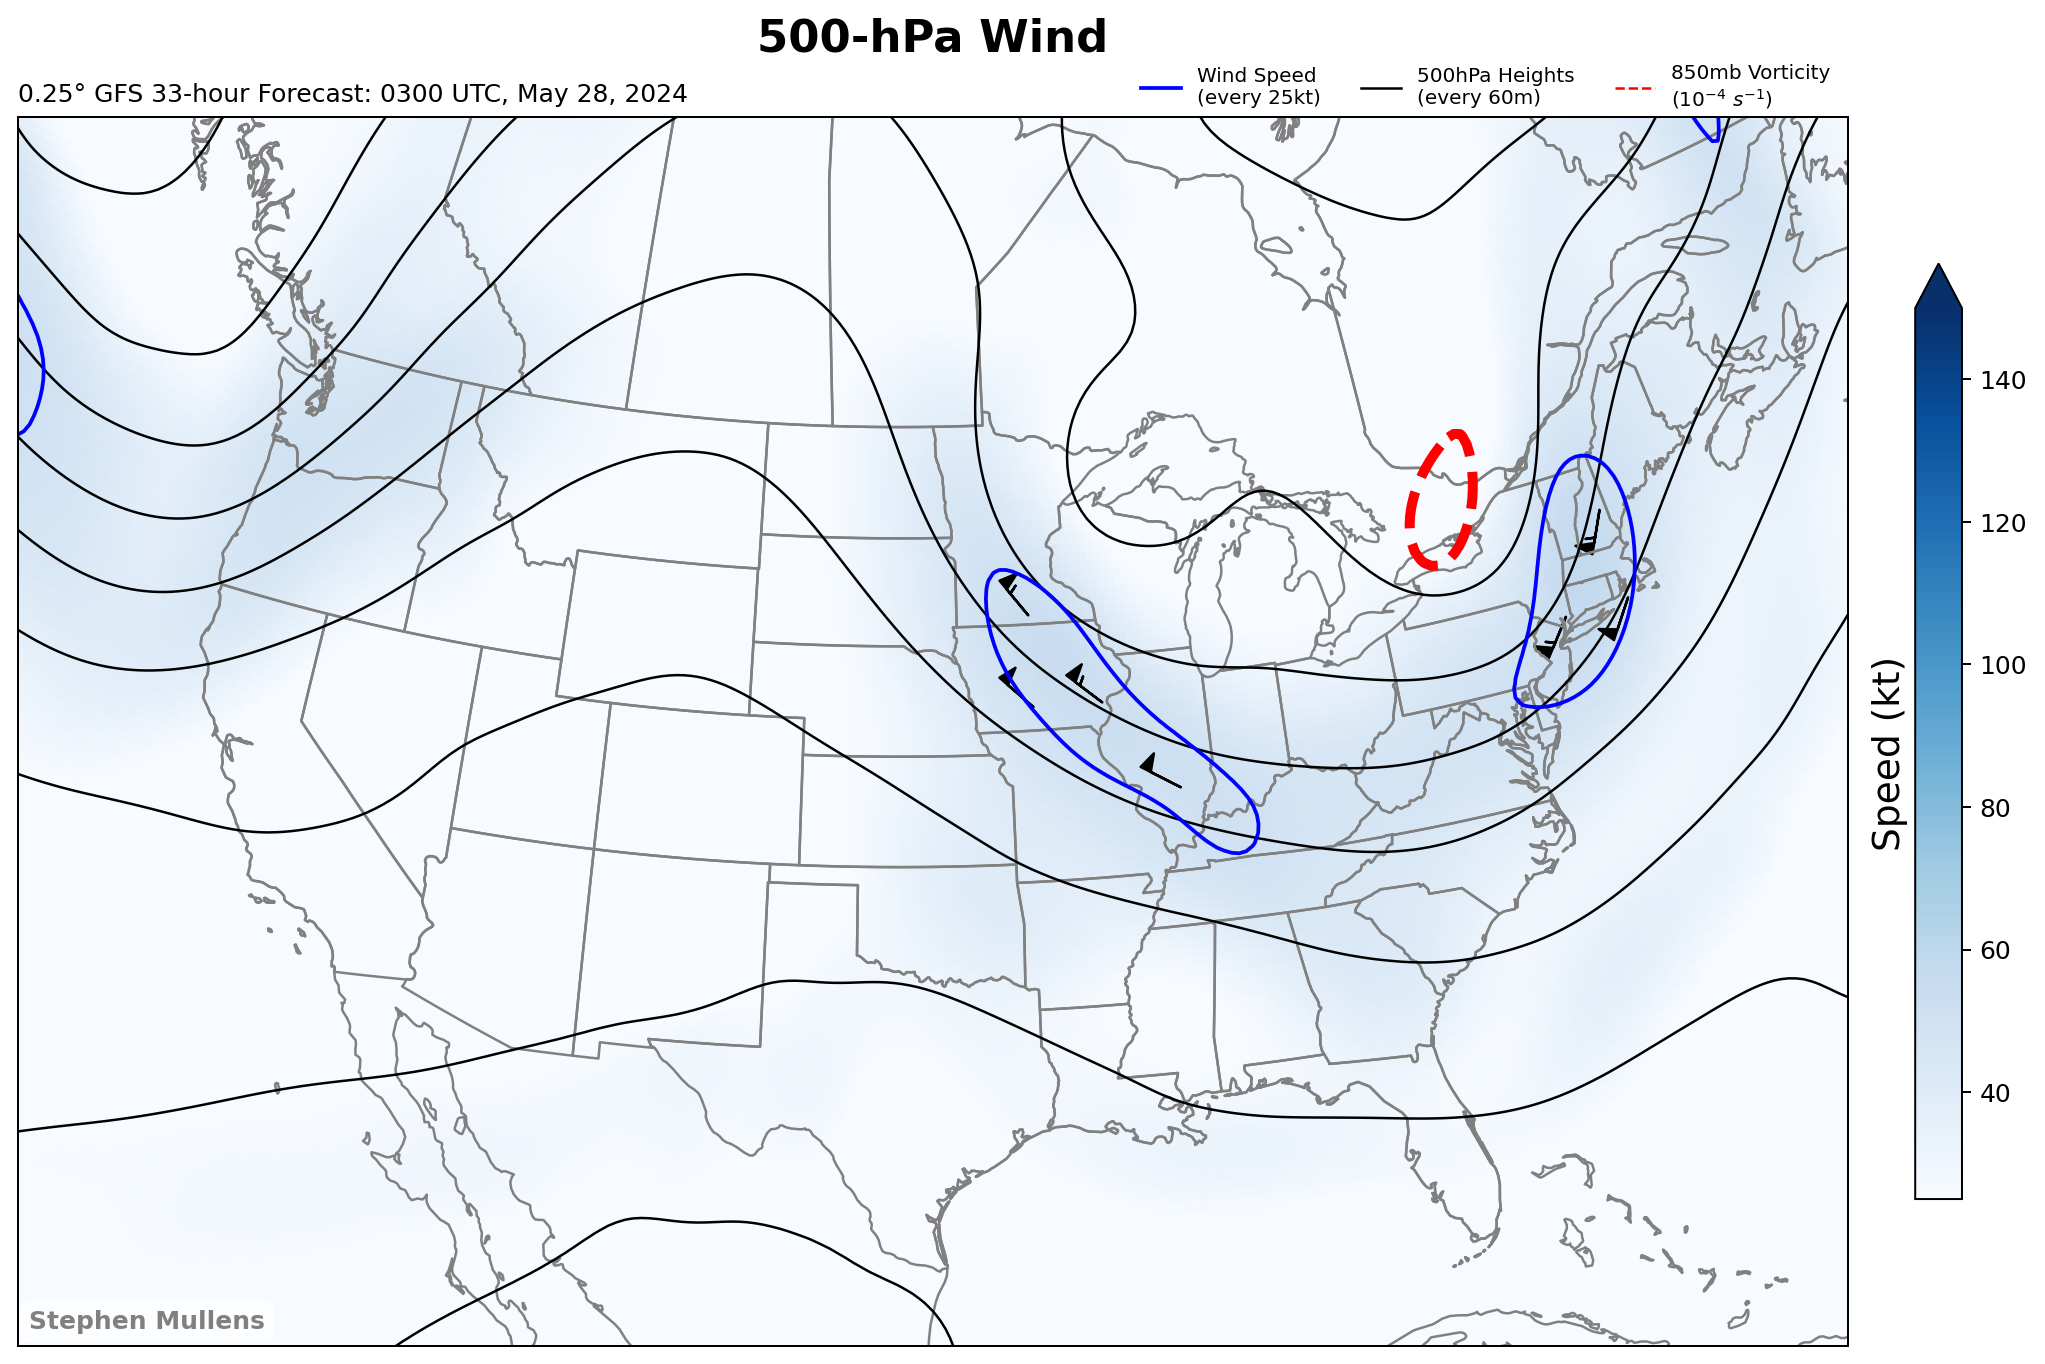 500-hPa Wind
0.25° GFS 33-hour Forecast: 0300 UTC, May 28, 2024
Wind Speed
(every 25kt)
500hPa Heights
(every 60m)
850mb Vorticity
(10⁻⁴ s⁻¹)
140
120
100
80
60
40
Speed (kt)
Stephen Mullens